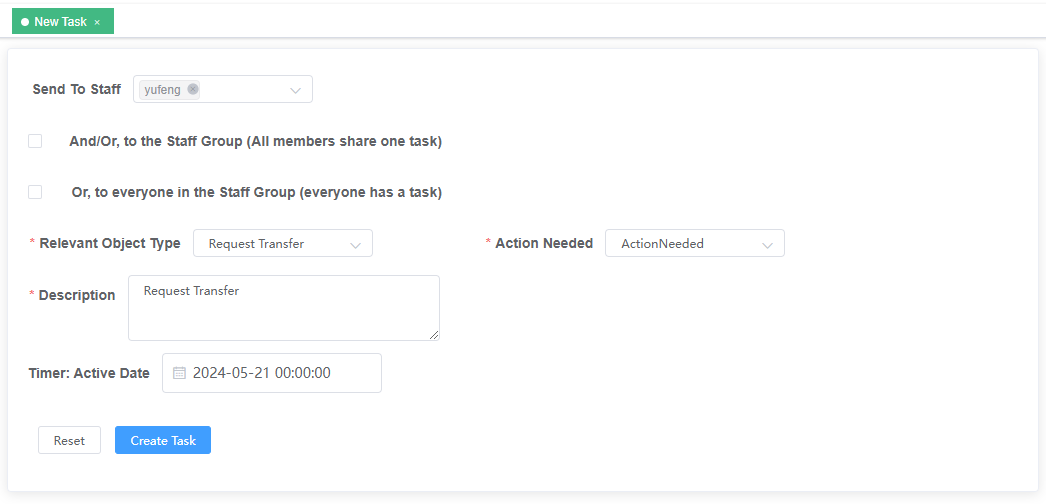 New Task ×
Send To Staff yufeng
And/Or, to the Staff Group (All members share one task)
Or, to everyone in the Staff Group (everyone has a task)
* Relevant Object Type Request Transfer * Action Needed ActionNeeded
* Description Request Transfer
Timer: Active Date 2024-05-21 00:00:00
Reset Create Task